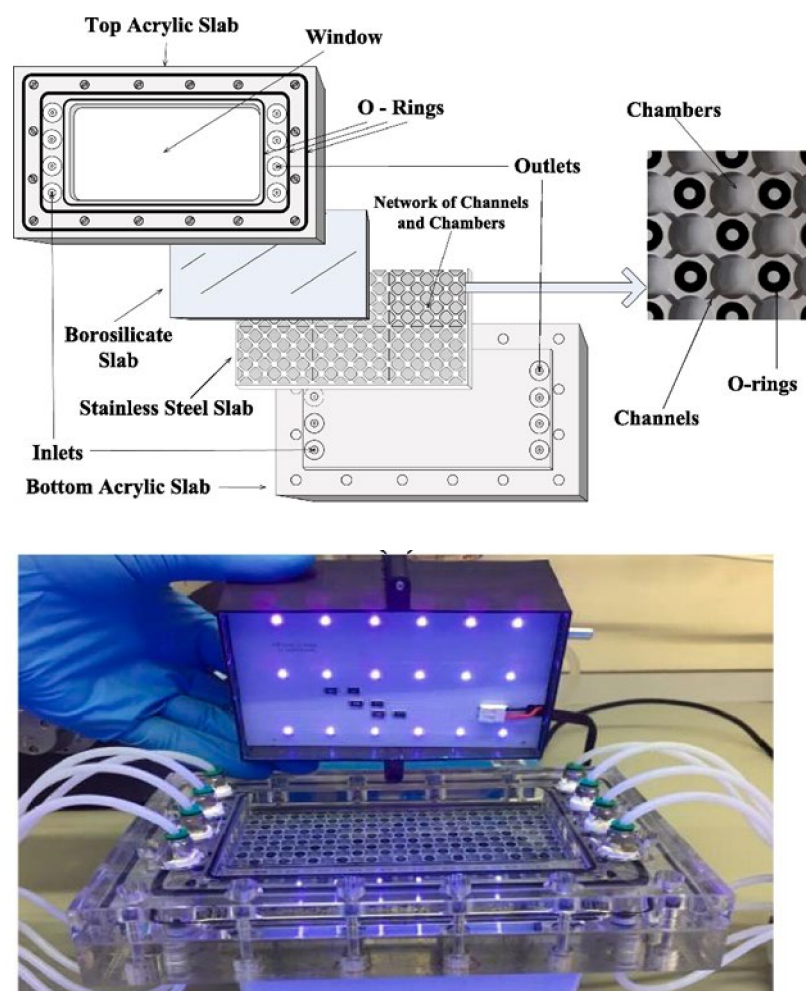 Top Acrylic Slab
Window
O - Rings
Chambers
Outlets
Network of Channels
and Chambers
Borosilicate
Slab
Stainless Steel Slab
O-rings
Channels
Inlets
Bottom Acrylic Slab